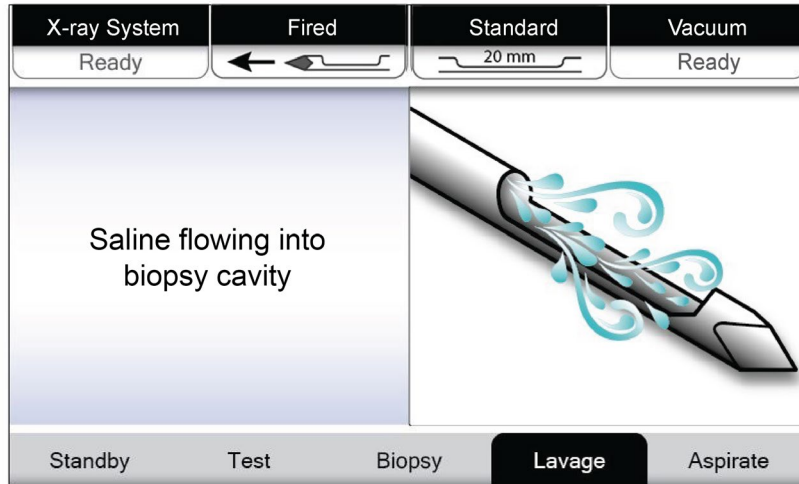 X-ray System
Fired
Standard
Vacuum
Ready
20 mm
Ready
Saline flowing into
biopsy cavity
Standby
Test
Biopsy
Lavage
Aspirate